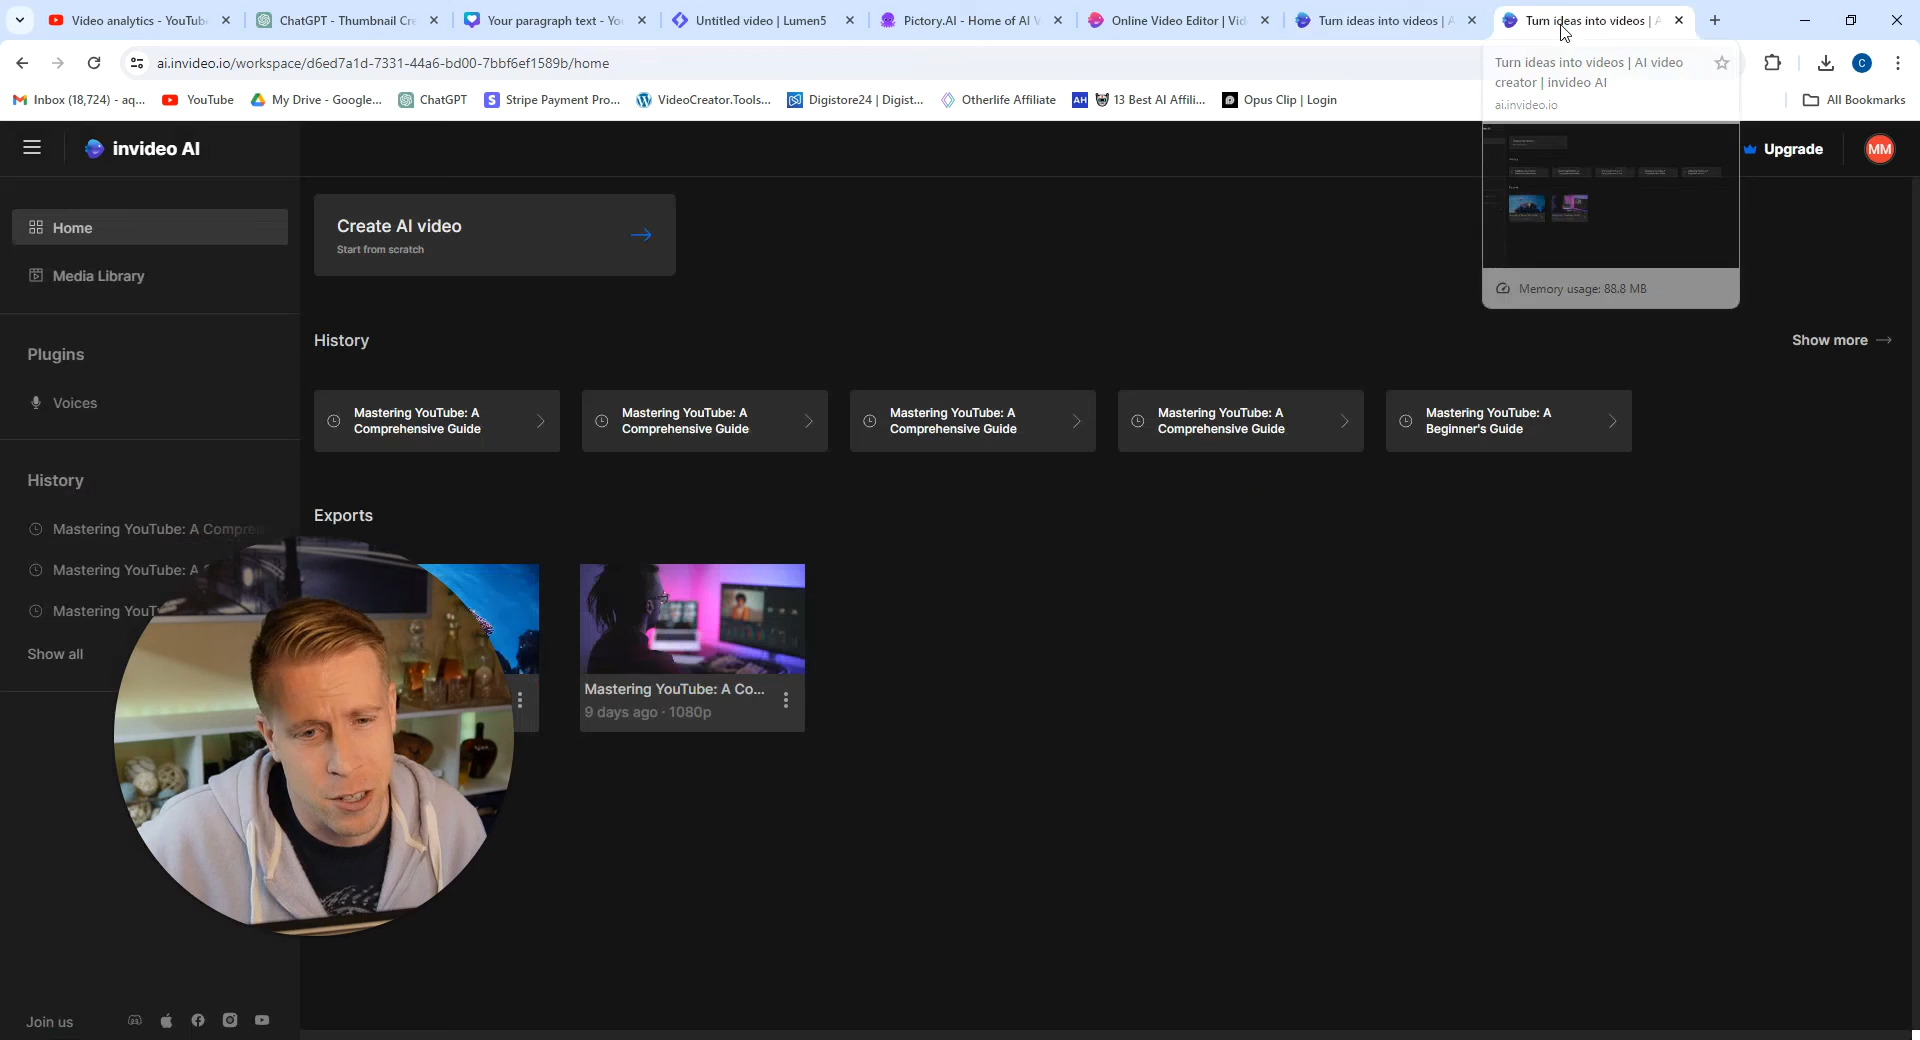 Video analytics - YouTub
ChatGPT - Thumbnail Cre
Your paragraph text - Yo
Untitled video | Lumen5
Pictory.AI - Home of AI V
Online Video Editor | Vid
Turn ideas into videos | A
Turn ideas into videos | A
ai.invideo.io/workspace/d6ed7a1d-7331-44a6-bd00-7bbf6ef1589b/home
C
Turn ideas into videos | AI video
creator | invideo AI
ai.invideo.io
Memory usage: 88.8 MB
Inbox (18,724) - aq...
YouTube
My Drive - Google...
ChatGPT
Stripe Payment Pro...
VideoCreator.Tools...
Digistore24 | Digist...
Otherlife Affiliate
AH
13 Best AI Affili...
Opus Clip | Login
All Bookmarks
invideo AI
Upgrade
MM
Home
Media Library
Plugins
Voices
History
Mastering YouTube: A Compre
Mastering YouTube: A
Mastering YouT
Show all
Join us
Create AI video
Start from scratch
History
Show more
Mastering YouTube: A
Comprehensive Guide
Mastering YouTube: A
Comprehensive Guide
Mastering YouTube: A
Comprehensive Guide
Mastering YouTube: A
Comprehensive Guide
Mastering YouTube: A
Beginner's Guide
Exports
Mastering YouTube: A Co...
9 days ago · 1080p